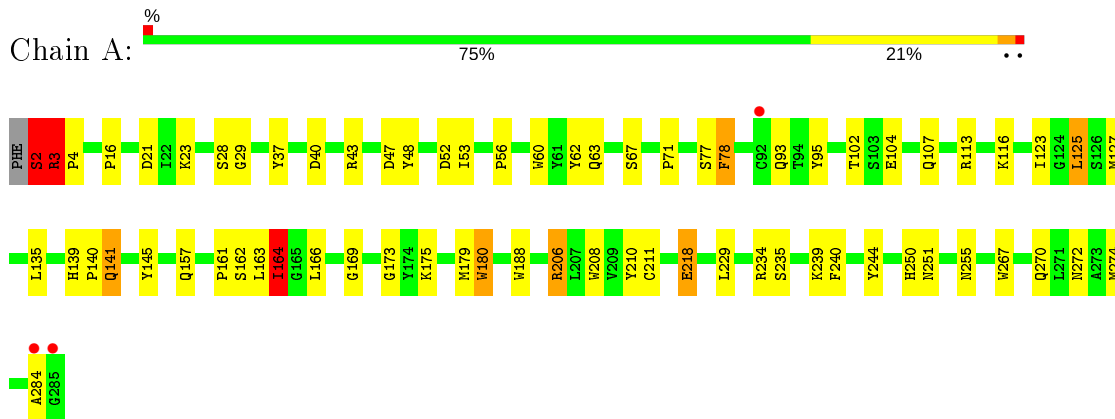 %
Chain A:
75% 21% • •
PHE S2 R3 P4 P16 D21 I22 K23 S28 G29 Y37 D40 R43 D47 Y48 D52 I53 P56 W60 Y61 Y62 Q63 S67 P71 S77 F78 C92 Q93 T94 Y95 T102 S103 E104 Q107 R113 K116 I123 G124 L125 S126 M127
L135 H139 P140 Q141 Y145 Q157 P161 S162 L163 I164 G165 L166 G169 G173 Y174 K175 M179 W180 W188 R206 L207 W208 V209 Y210 C211 E218 L229 R234 S235 K239 F240 Y244 H250 N251 N255 W267 Q270 L271 N272 A273
A284 G285